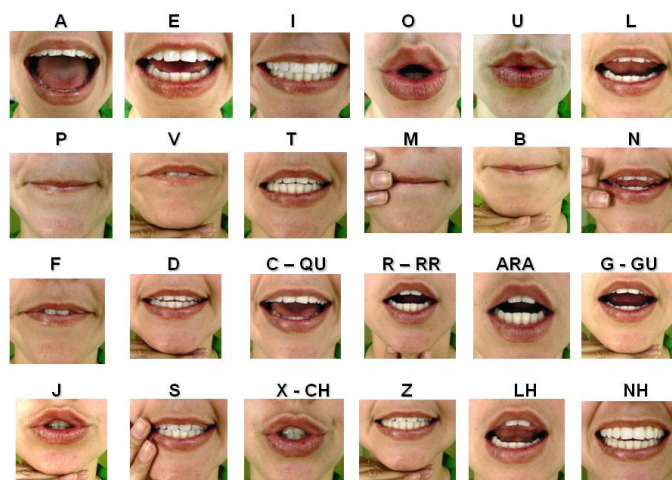 A E I O U L
P V T M B N
F D C – QU R – RR ARA G - GU
J S X - CH Z LH NH